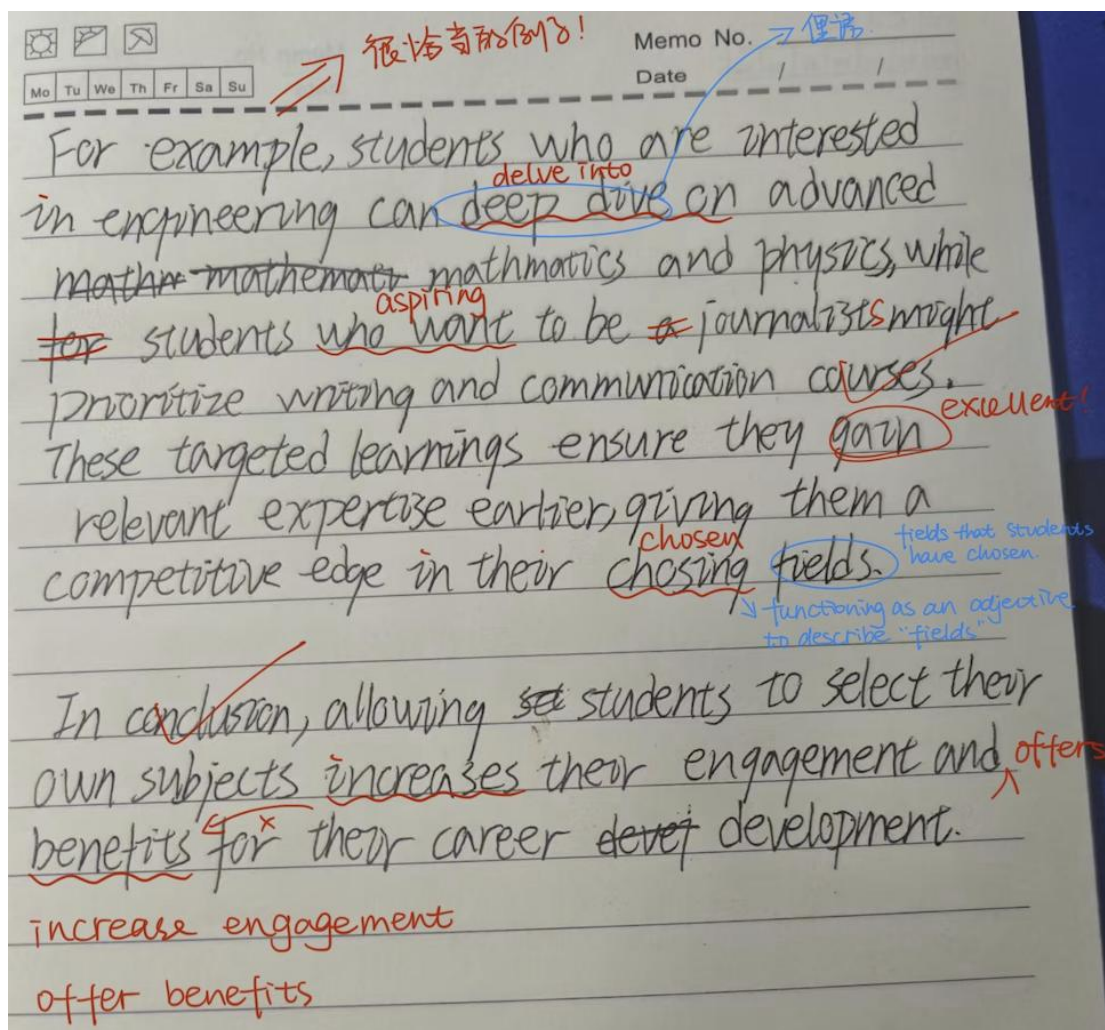 很恰当的例子!
Memo No. 俚语.
Mo Tu We Th Fr Sa Su
Date / /
For example, students who are interested
delve into
in engineering can deep dive on advanced
mathmatics and physics, while
aspiring
for students who want to be a journalists might
prioritize writing and communication courses.
excellent!
These targeted learnings ensure they gain
relevant expertise earlier, giving them a
chosen
fields that students
have chosen.
competitive edge in their chosing fields.
functioning as an adjective
to describe "fields"
In conclusion, allowing students to select their
own subjects increases their engagement and offers
benefits for their career development.
increase engagement
offer benefits